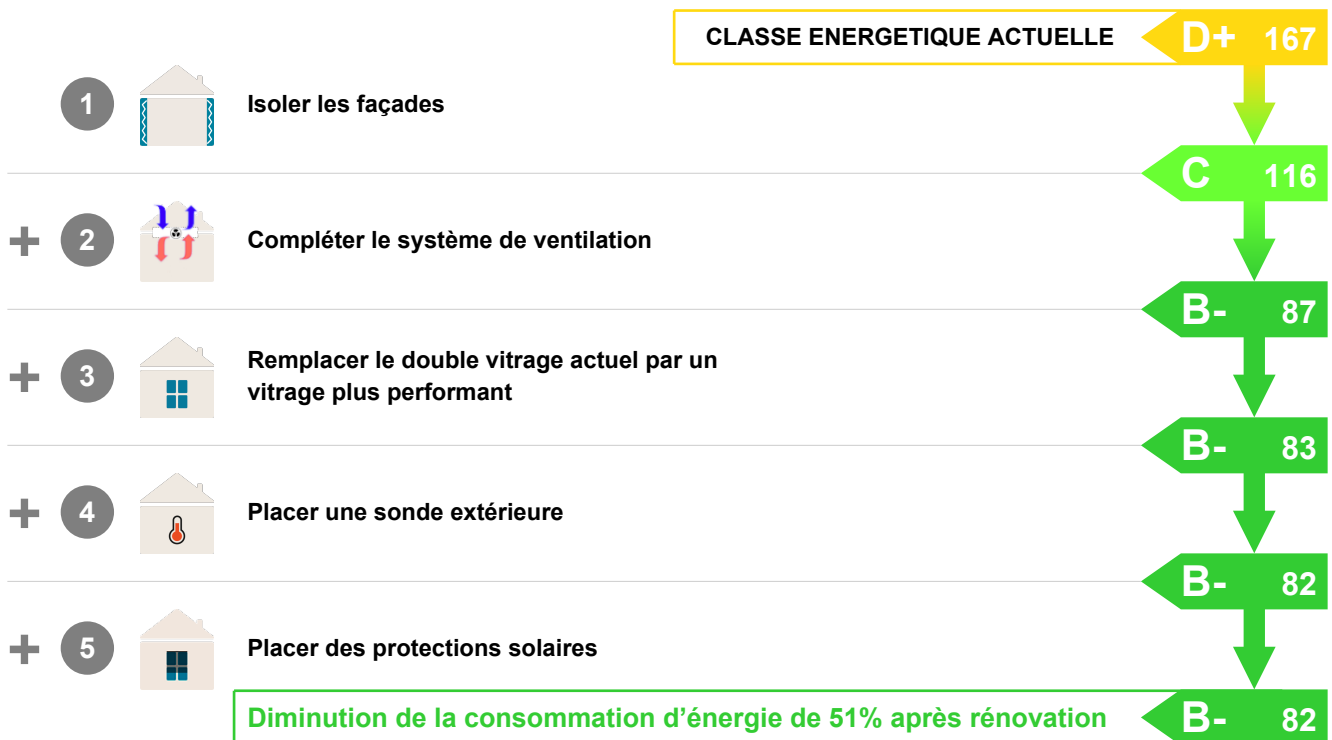 CLASSE ENERGETIQUE ACTUELLE D+ 167
1 Isoler les façades
C 116
+ 2 Compléter le système de ventilation
B- 87
+ 3 Remplacer le double vitrage actuel par un
vitrage plus performant
B- 83
+ 4 Placer une sonde extérieure
B- 82
+ 5 Placer des protections solaires
Diminution de la consommation d’énergie de 51% après rénovation B- 82